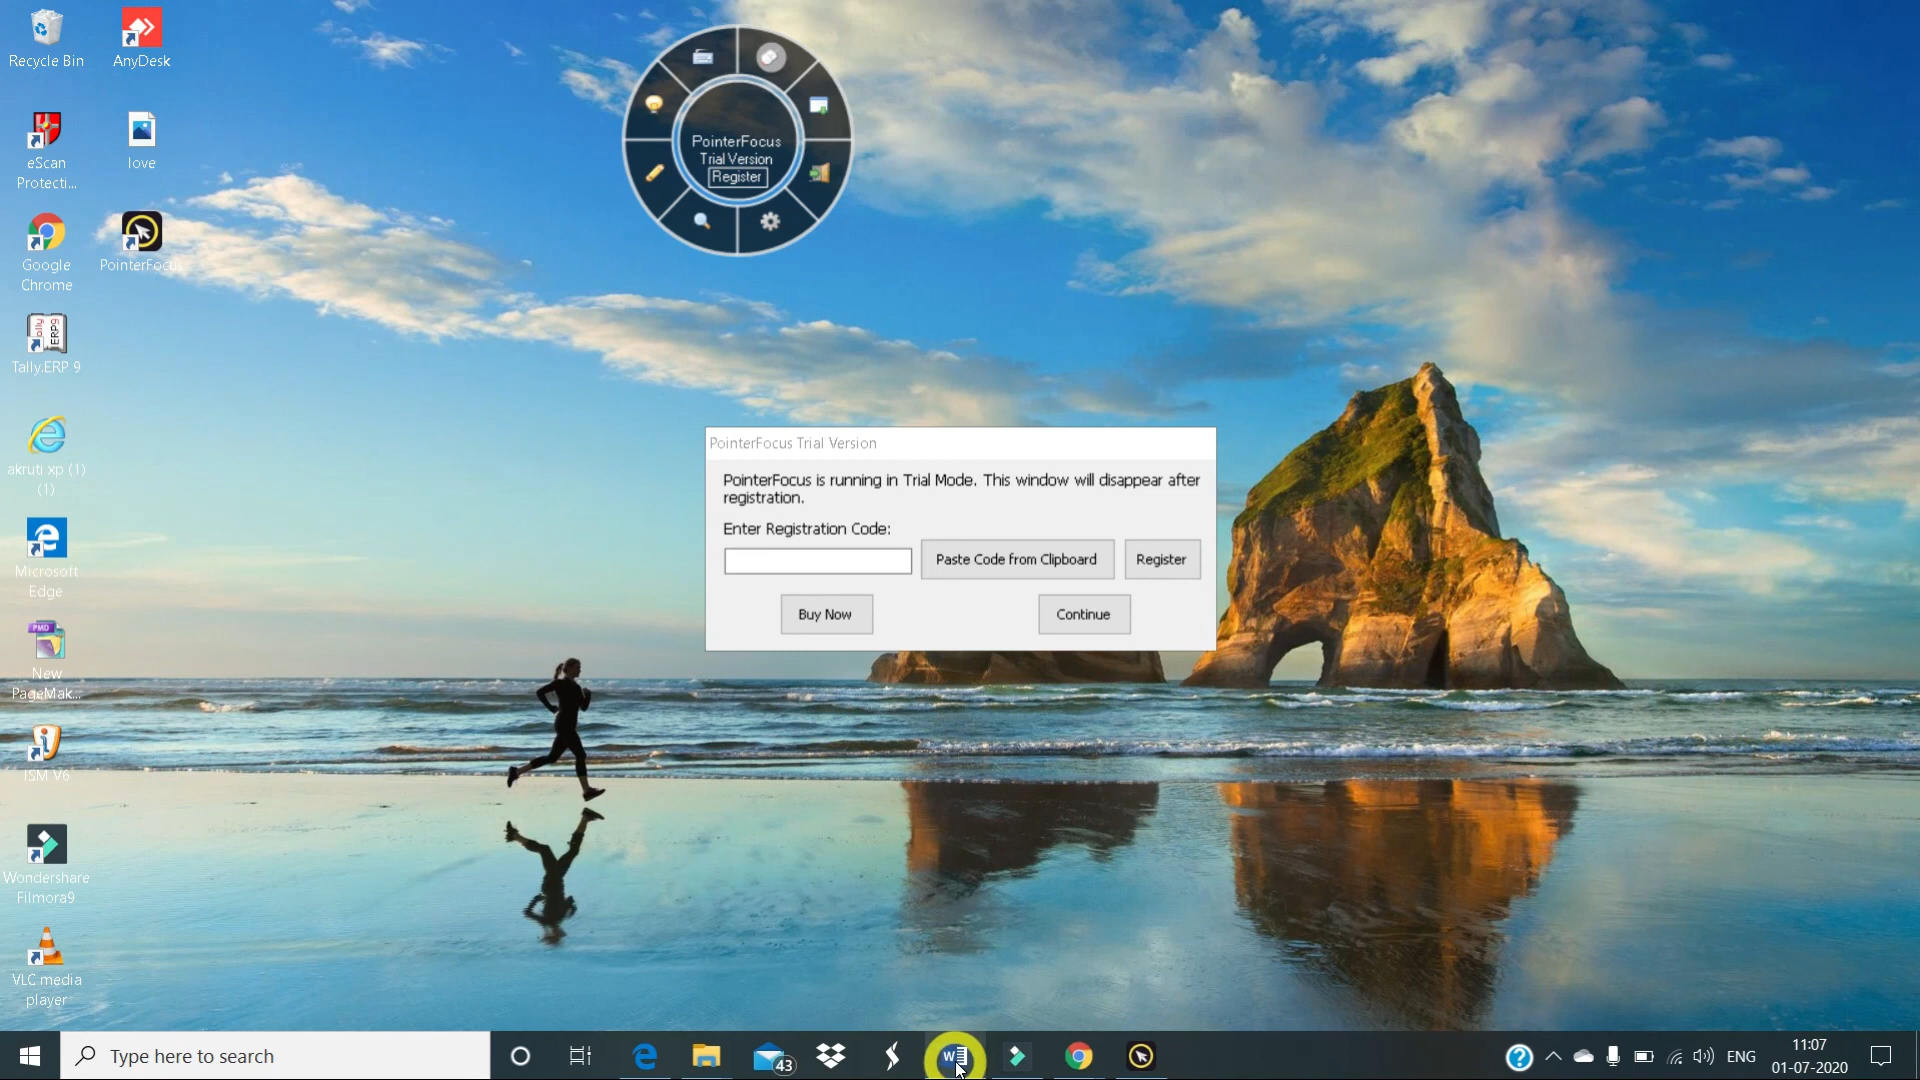 Recycle Bin
AnyDesk
eScan
Protecti...
love
Google
Chrome
PointerFocus
Tally.ERP 9
akruti xp (1)
(1)
Microsoft
Edge
PMD
New
PageMak...
ISM V6
Wondershare
Filmora9
VLC media
player
PointerFocus
Trial Version
Register
PointerFocus Trial Version
PointerFocus is running in Trial Mode. This window will disappear after
registration.
Enter Registration Code:
Paste Code from Clipboard
Register
Buy Now
Continue
Type here to search
43
ENG
11:07
01-07-2020